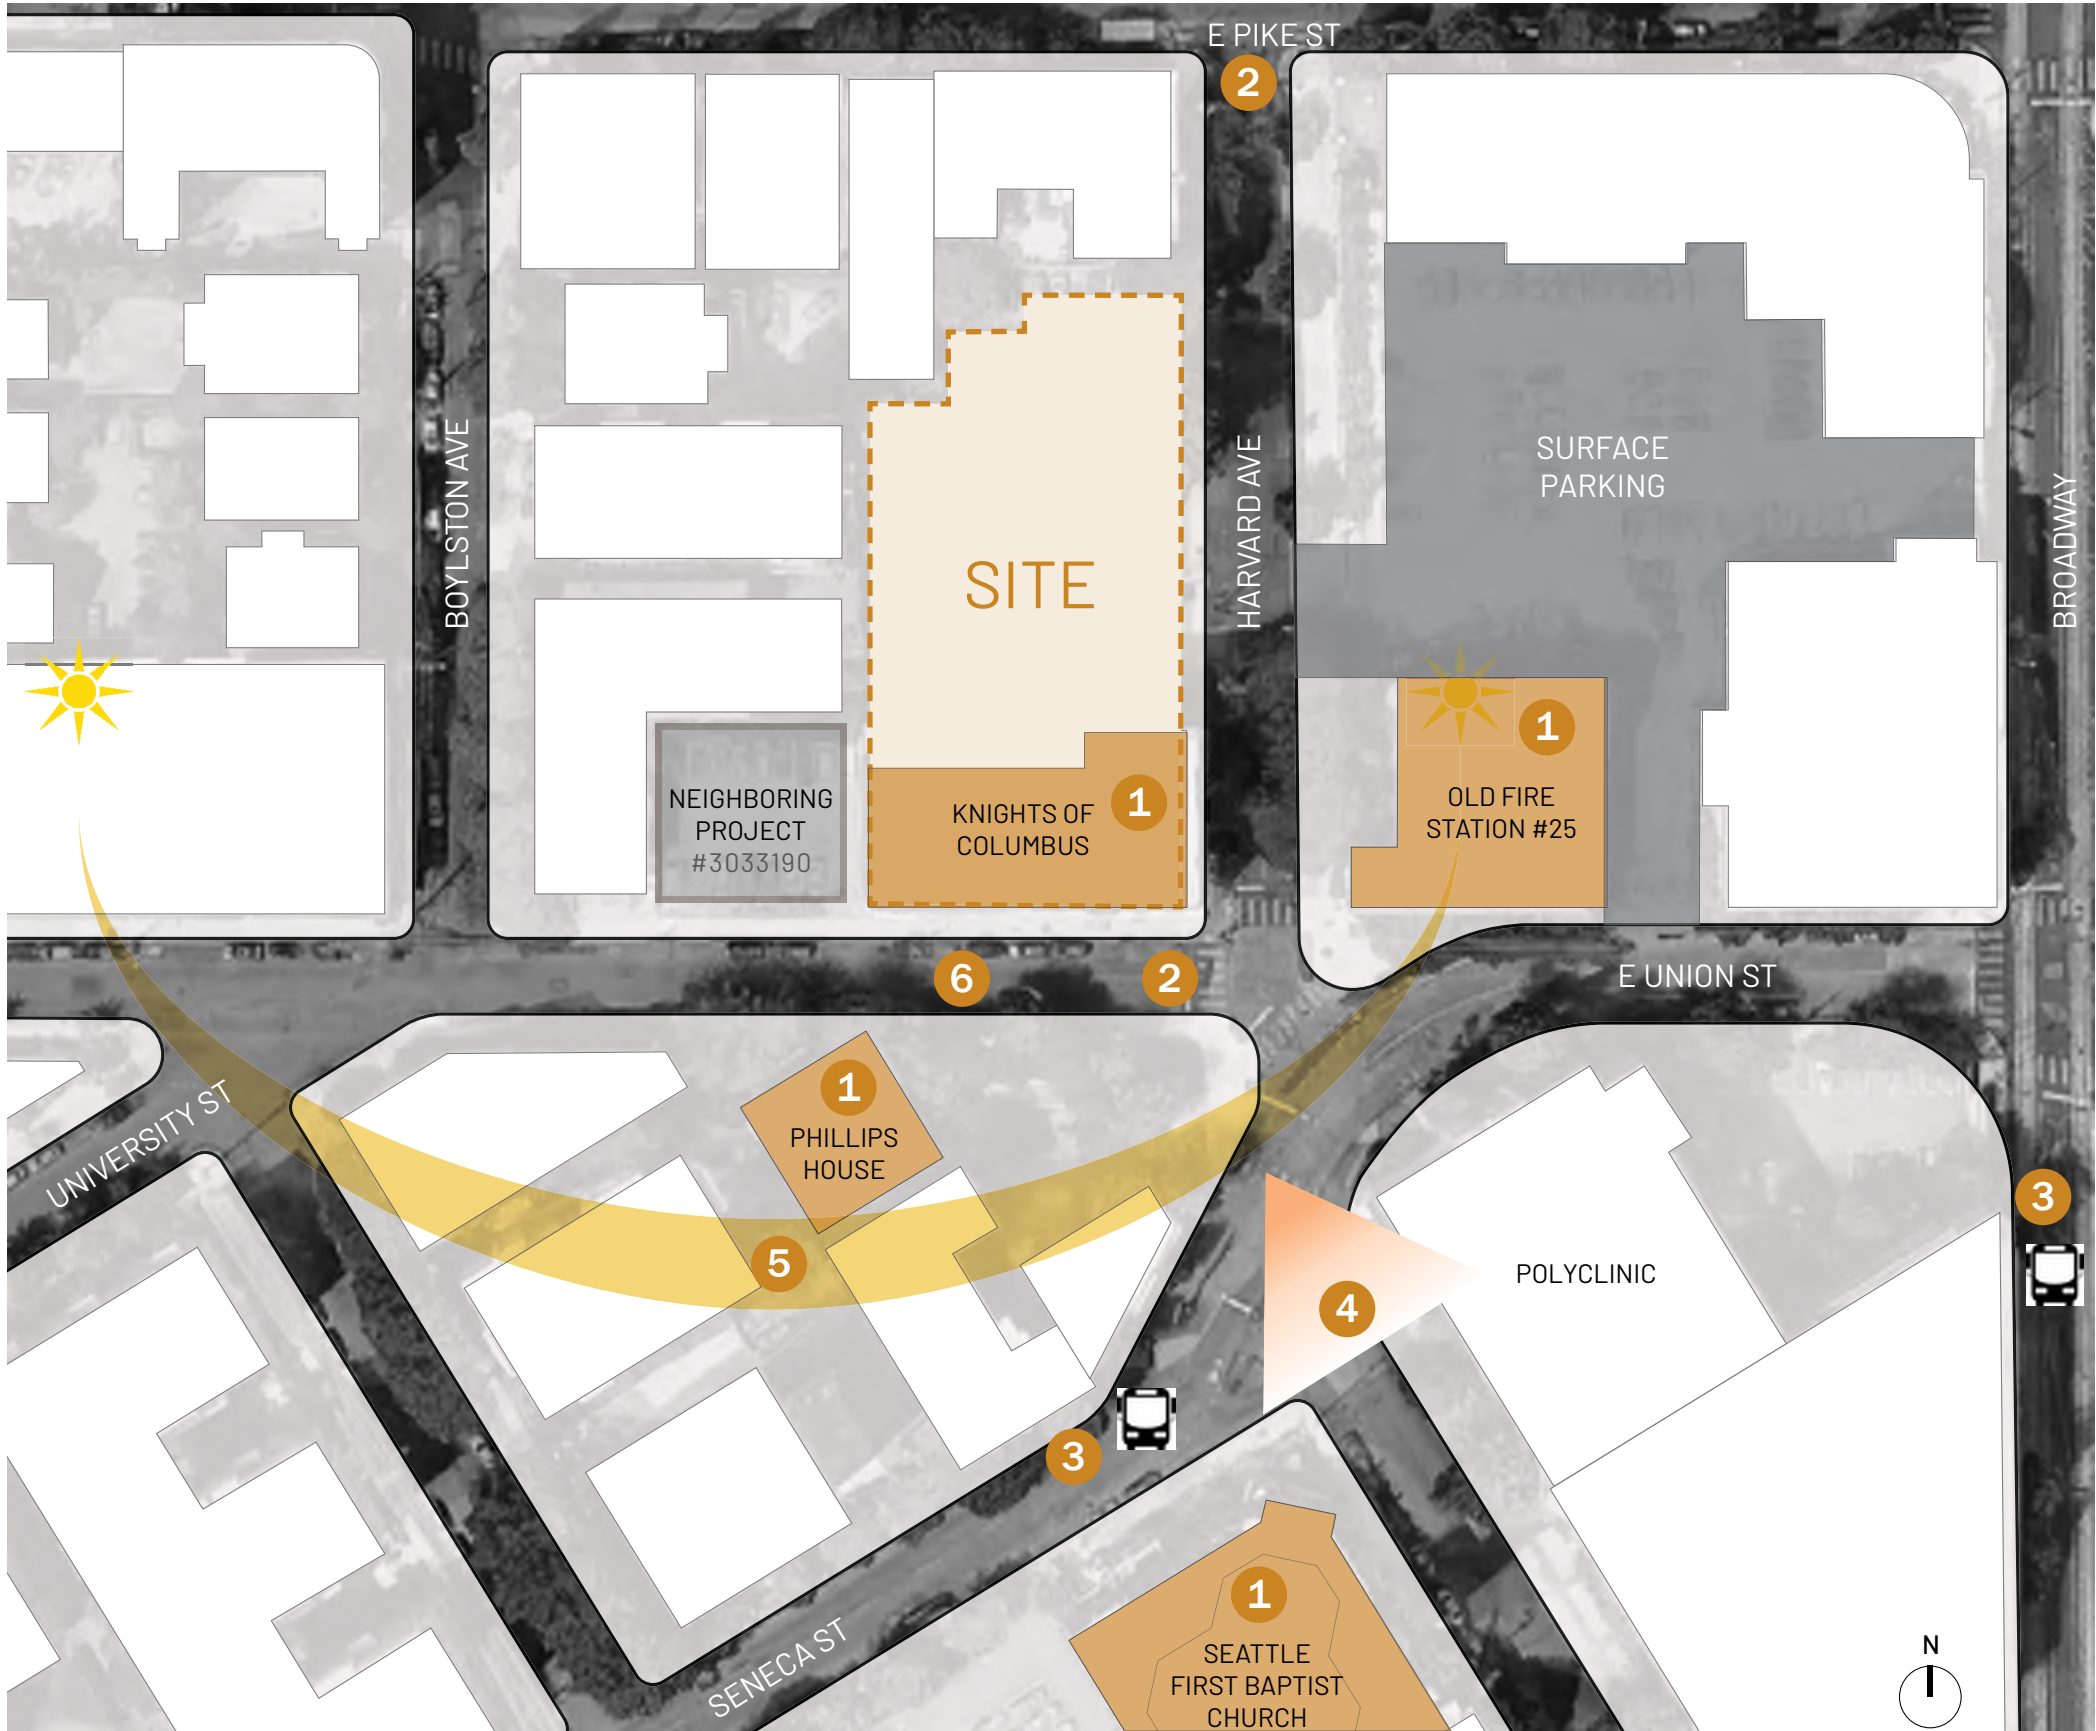 E PIKE ST
2
BOYLSTON AVE
HARVARD AVE
BROADWAY
SURFACE
PARKING
SITE
1
OLD FIRE
STATION #25
NEIGHBORING
PROJECT
#3033190
KNIGHTS OF
COLUMBUS
1
6
2
E UNION ST
UNIVERSITY ST
1
PHILLIPS
HOUSE
5
3
POLYCLINIC
4
3
SENECA ST
1
SEATTLE
FIRST BAPTIST
CHURCH
N